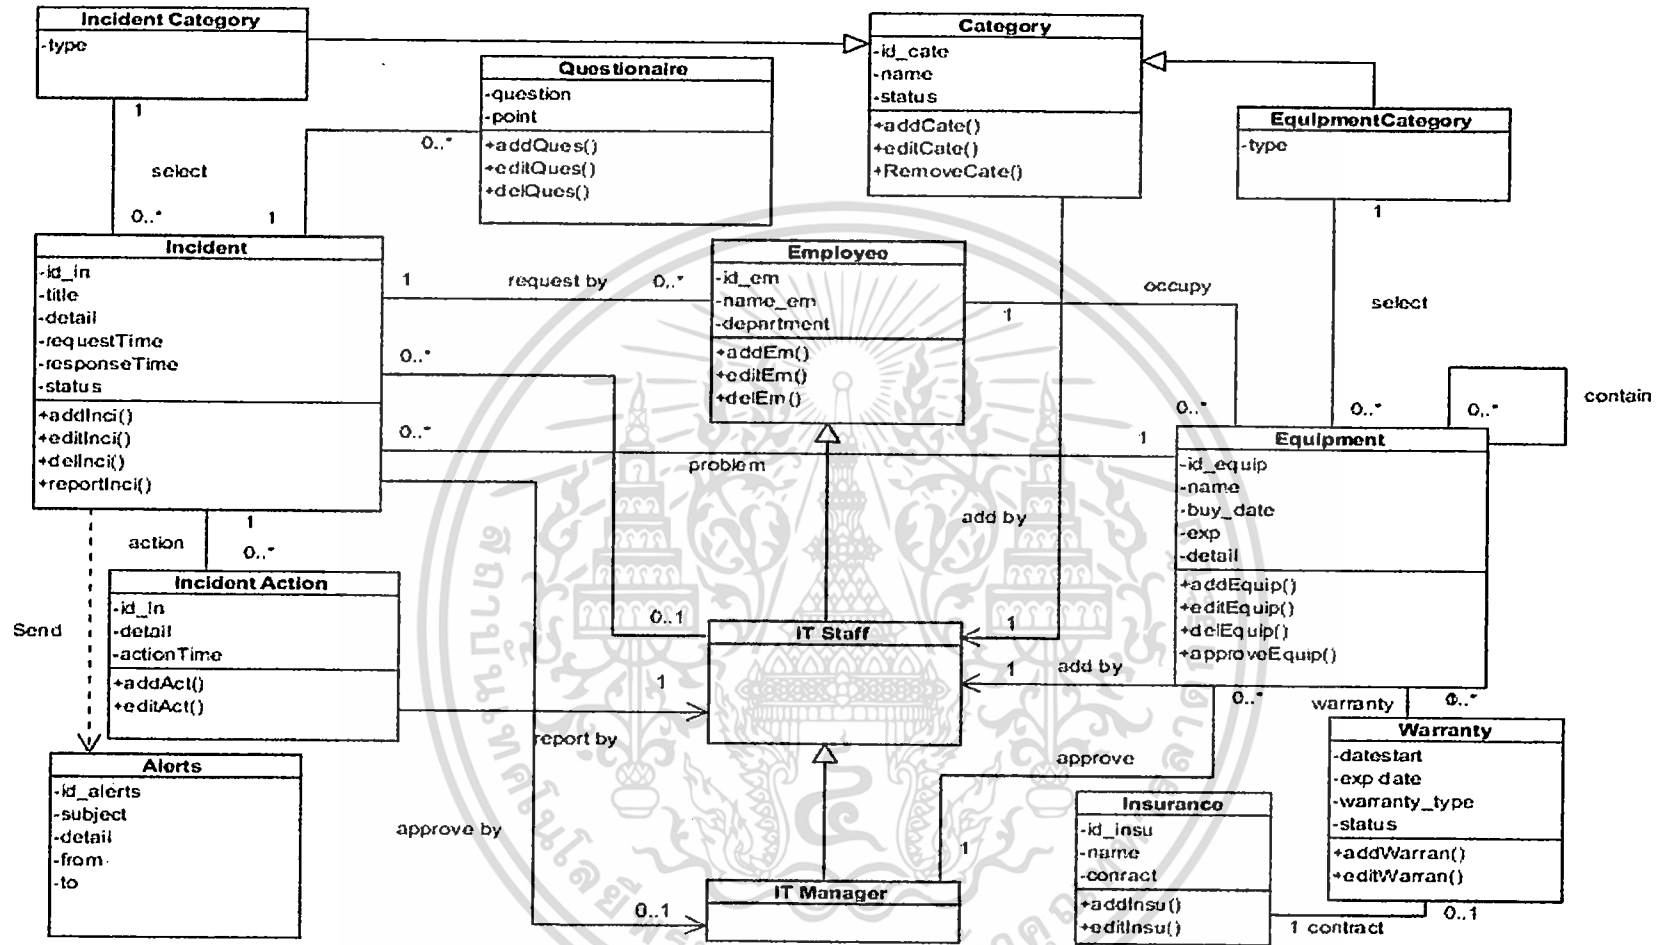 Incident Category
-type
Category
-id_cate
-name
-status
+addCate()
+editCate()
+RemoveCate()
Questionaire
-question
-point
+addQues()
+editQues()
+delQues()
EquipmentCategory
-type
1
select
0..*
0..*
1
1
select
0..*
Incident
-id_in
-title
-detail
-requestTime
-responseTime
-status
+addInci()
+editInci()
+delInci()
+reportInci()
1
request by
0..*
Employee
-id_em
-name_em
-department
+addEm()
+editEm()
+delEm()
occupy
1
0..*
0..*
contain
0..*
0..*
problem
1
Equipment
-id_equip
-name
-buy_date
-exp
-detail
+addEquip()
+editEquip()
+delEquip()
+approveEquip()
add by
1
action
1
0..*
Incident Action
-id_in
-detail
-actionTime
+addAct()
+editAct()
Send
0..1
IT Staff
1
add by
1
report by
0..*
warranty
0..*
Warranty
-datestart
-exp date
-warranty_type
-status
+addWarran()
+editWarran()
Alerts
-id_alerts
-subject
-detail
-from
-to
approve by
approve
1
0..1
IT Manager
Insurance
-id_insu
-name
-conract
+addInsu()
+editInsu()
0..1
1 contract